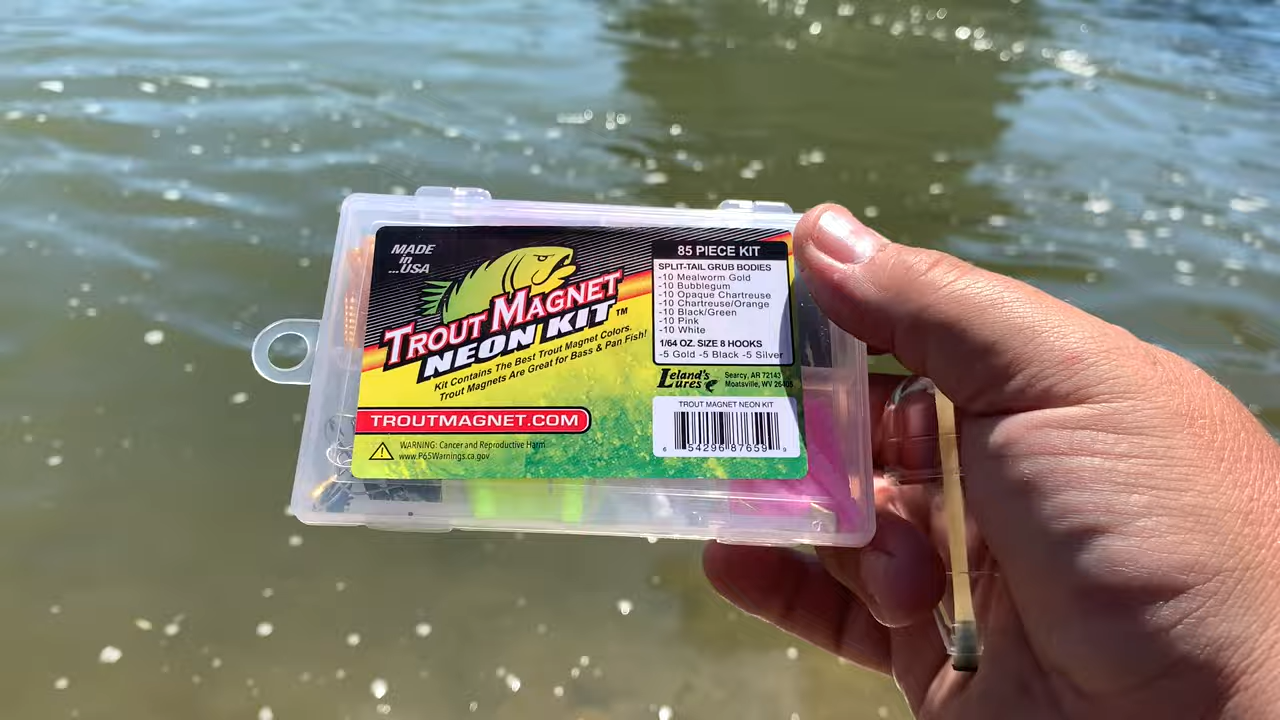 MADE
in
...USA
TROUT MAGNET
NEON KIT™
Kit Contains The Best Trout Magnet Colors.
Trout Magnets Are Great for Bass & Pan Fish!
TROUTMAGNET.COM
WARNING: Cancer and Reproductive Harm
www.P65Warnings.ca.gov
85 PIECE KIT
SPLIT-TAIL GRUB BODIES
-10 Mealworm Gold
-10 Bubblegum
-10 Opaque Chartreuse
-10 Chartreuse/Orange
-10 Black/Green
-10 Pink
-10 White
1/64 OZ. SIZE 8 HOOKS
-5 Gold -5 Black -5 Silver
Leland's
Lures
Searcy, AR 72143
Moatsville, WV 26405
TROUT MAGNET NEON KIT
6 54296 87659 9